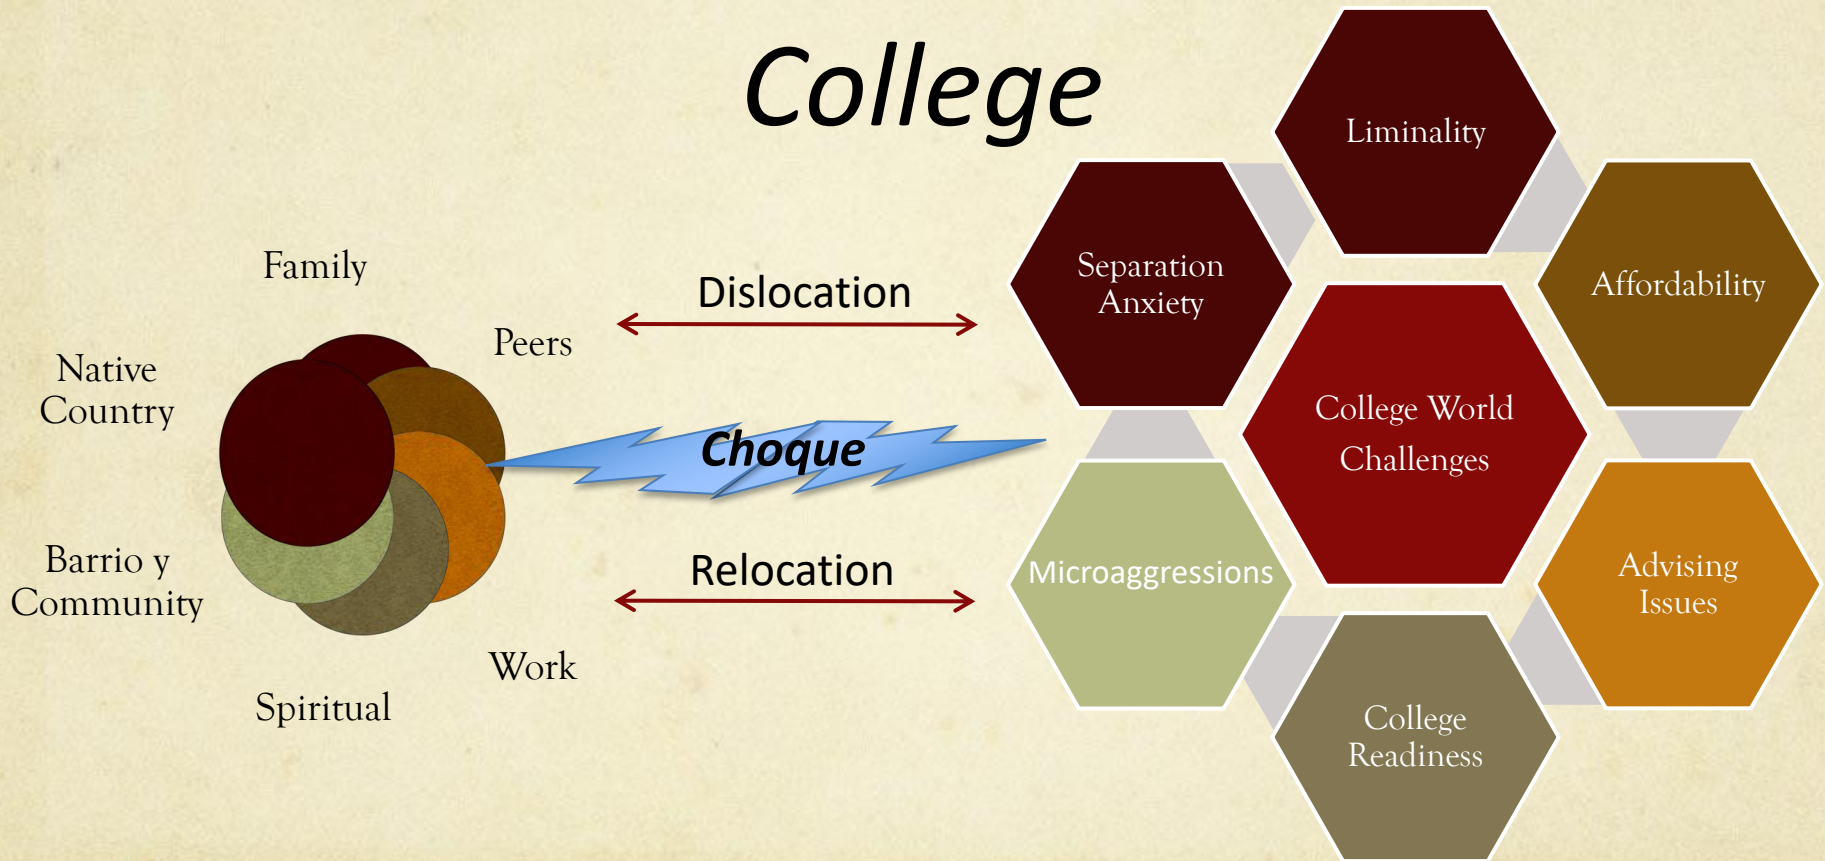 College
Family
Peers
Native
Country
Barrio y
Community
Work
Spiritual
Dislocation
Choque
Relocation
Liminality
Separation
Anxiety
Affordability
College World
Challenges
Microaggressions
Advising
Issues
College
Readiness